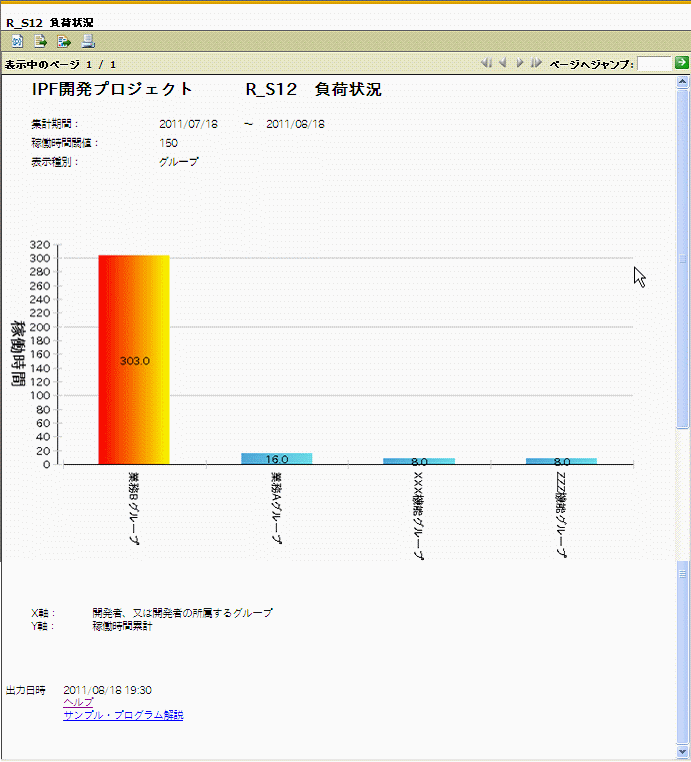 R_S12 負荷状況
表示中のページ 1 / 1
ページへジャンプ:
IPF開発プロジェクト R_S12 負荷状況
集計期間： 2011/07/18 ～ 2011/08/18
稼働時間閾値： 150
表示種別： グループ
稼働時間
320
300
280
260
240
220
200
180
160
140
120
100
80
60
40
20
0
303.0
16.0
8.0
8.0
業務Bグループ
業務Aグループ
XXX機能グループ
ZZZ機能グループ
X軸： 開発者、又は開発者の所属するグループ
Y軸： 稼働時間累計
出力日時 2011/08/18 19:30
ヘルプ
サンプル・プログラム解説